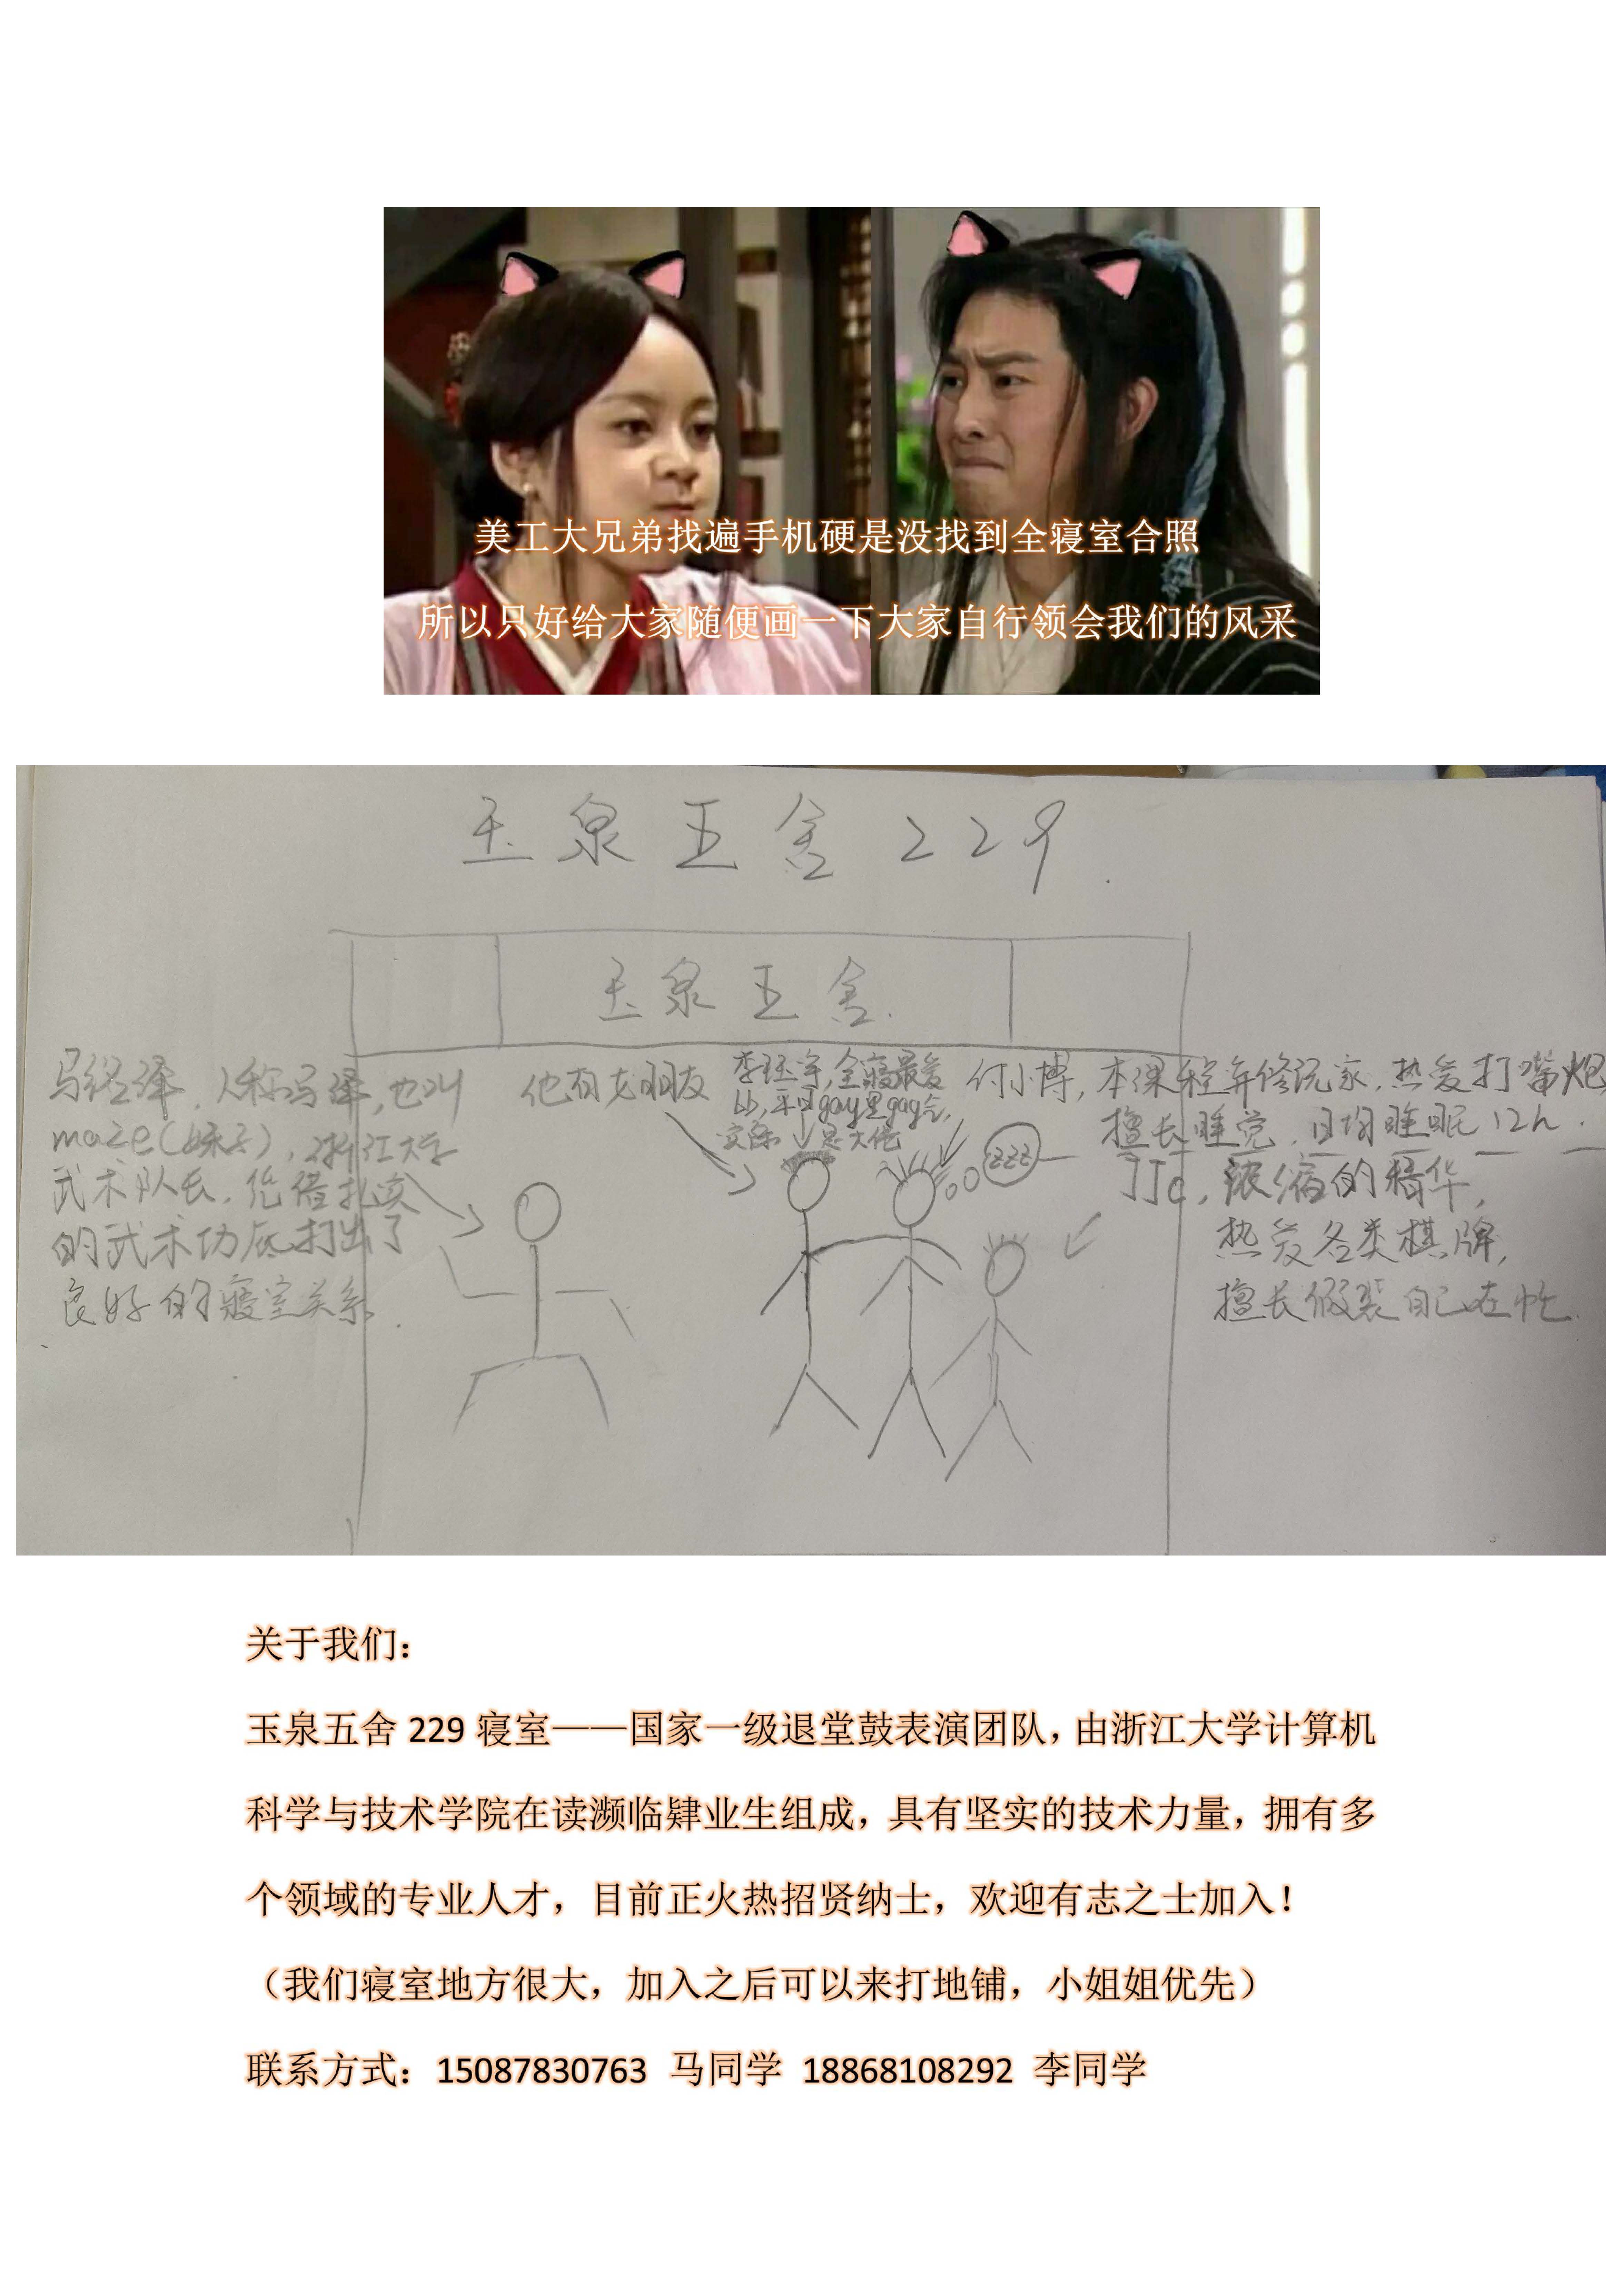 美工大兄弟找遍手机硬是没找到全寝室合照
所以只好给大家随便画一下大家自行领会我们的风采
玉泉五舍 229
玉泉五舍
马经泽,人称马泽,也叫
maze(妹子),浙江大学
武术队长,凭借扎实
的武术功底打出了
良好的寝室关系.
他有女朋友
李珏宇,全寝最爱
bb,平日gay里gay气,
实际 是大佬
付小博,本课程弃修玩家,热爱打嘴炮
擅长睡觉,日均睡眠12h.
zzz
JJc,浓缩的精华,
热爱各类棋牌,
擅长假装自己在忙.
关于我们:
玉泉五舍 229 寝室——国家一级退堂鼓表演团队,由浙江大学计算机
科学与技术学院在读濒临肄业生组成,具有坚实的技术力量,拥有多
个领域的专业人才,目前正火热招贤纳士,欢迎有志之士加入!
(我们寝室地方很大,加入之后可以来打地铺,小姐姐优先)
联系方式:15087830763 马同学 18868108292 李同学